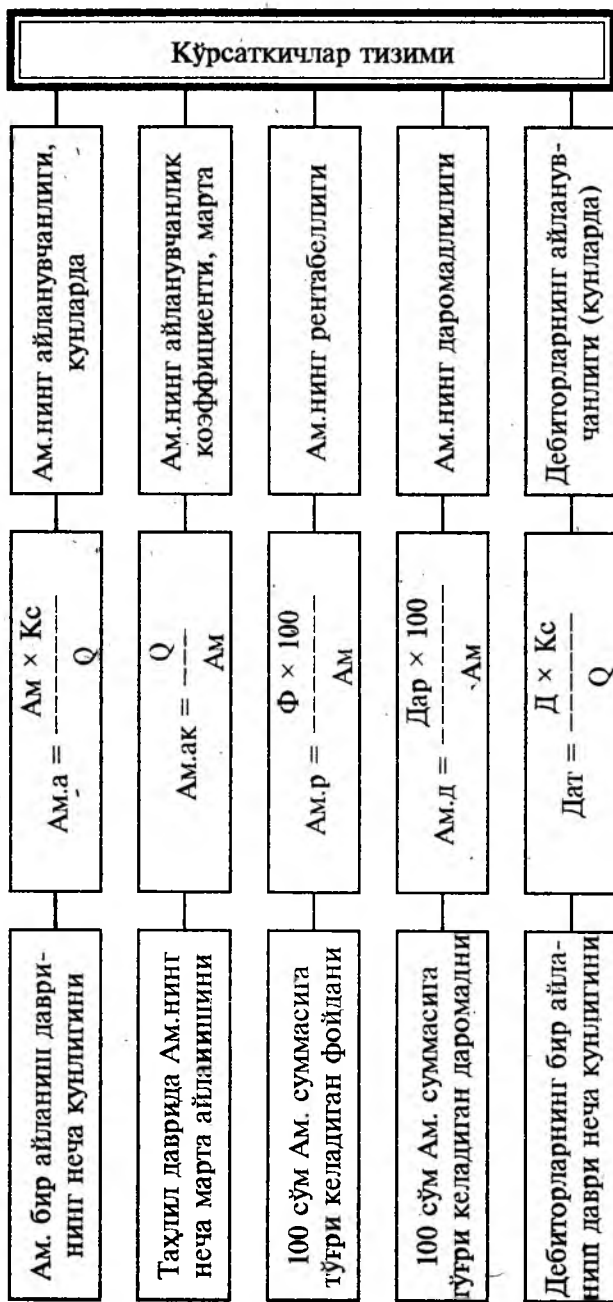 Кўрсаткичлар тизими
Ам.нинг айланувчанлиги,
кунларда
Ам.а = Ам × Кс
-------
Q
Ам. бир айланиш даври-
нинг неча кунлигини
Ам.нинг айланувчанлик
коэффициенти, марта
Ам.ак = Q
----
Ам
Таҳлил даврида Ам.нинг
неча марта айланишини
Ам.нинг рентабеллиги
Ам.р = Ф × 100
--------
Ам
100 сўм Ам. суммасига
тўғри келадиган фойдани
Ам.нинг даромадлилиги
Ам.д = Дар × 100
---------
Ам
100 сўм Ам. суммасига
тўғри келадиган даромадни
Дебиторларнинг айланув-
чанлиги (кунларда)
Дат = Д × Кс
-------
Q
Дебиторларнинг бир айла-
ниш даври неча кунлигини